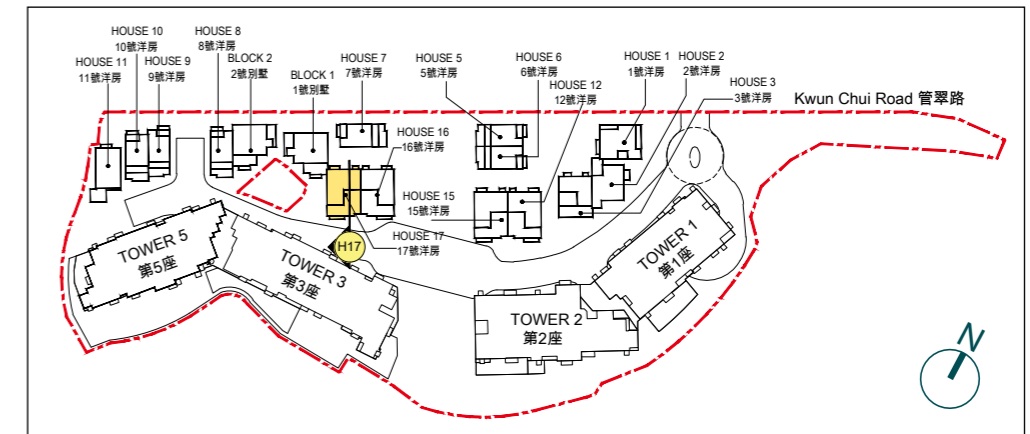 HOUSE 10
10號洋房
HOUSE 11
11號洋房
HOUSE 9
9號洋房
HOUSE 8
8號洋房
BLOCK 2
2號別墅
BLOCK 1
1號別墅
HOUSE 7
7號洋房
HOUSE 16
16號洋房
HOUSE 5
5號洋房
HOUSE 6
6號洋房
HOUSE 12
12號洋房
HOUSE 1
1號洋房
HOUSE 2
2號洋房
HOUSE 3
3號洋房
Kwun Chui Road 管翠路
HOUSE 15
15號洋房
HOUSE 17
17號洋房
H17
TOWER 5
第5座
TOWER 3
第3座
TOWER 2
第2座
TOWER 1
第1座
N